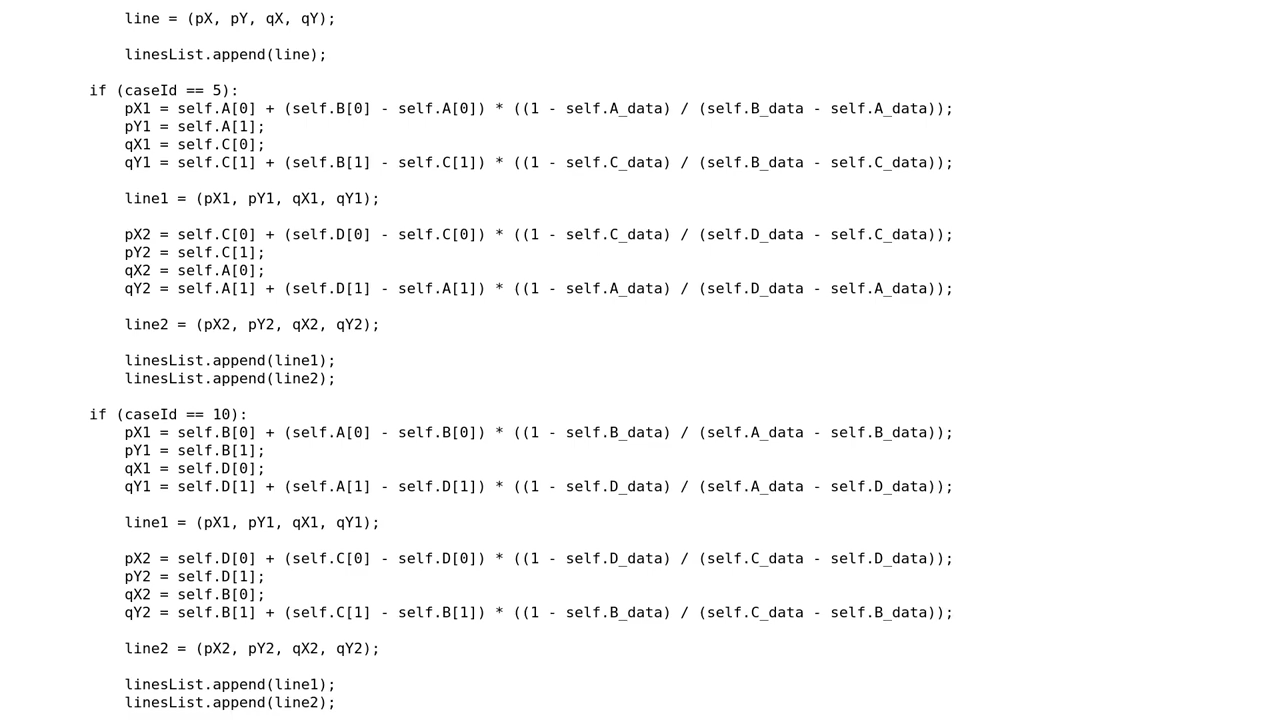 line = (pX, pY, qX, qY);
linesList.append(line);
if (caseId == 5):
pX1 = self.A[0] + (self.B[0] - self.A[0]) * ((1 - self.A_data) / (self.B_data - self.A_data));
pY1 = self.A[1];
qX1 = self.C[0];
qY1 = self.C[1] + (self.B[1] - self.C[1]) * ((1 - self.C_data) / (self.B_data - self.C_data));
line1 = (pX1, pY1, qX1, qY1);
pX2 = self.C[0] + (self.D[0] - self.C[0]) * ((1 - self.C_data) / (self.D_data - self.C_data));
pY2 = self.C[1];
qX2 = self.A[0];
qY2 = self.A[1] + (self.D[1] - self.A[1]) * ((1 - self.A_data) / (self.D_data - self.A_data));
line2 = (pX2, pY2, qX2, qY2);
linesList.append(line1);
linesList.append(line2);
if (caseId == 10):
pX1 = self.B[0] + (self.A[0] - self.B[0]) * ((1 - self.B_data) / (self.A_data - self.B_data));
pY1 = self.B[1];
qX1 = self.D[0];
qY1 = self.D[1] + (self.A[1] - self.D[1]) * ((1 - self.D_data) / (self.A_data - self.D_data));
line1 = (pX1, pY1, qX1, qY1);
pX2 = self.D[0] + (self.C[0] - self.D[0]) * ((1 - self.D_data) / (self.C_data - self.D_data));
pY2 = self.D[1];
qX2 = self.B[0];
qY2 = self.B[1] + (self.C[1] - self.B[1]) * ((1 - self.B_data) / (self.C_data - self.B_data));
line2 = (pX2, pY2, qX2, qY2);
linesList.append(line1);
linesList.append(line2);